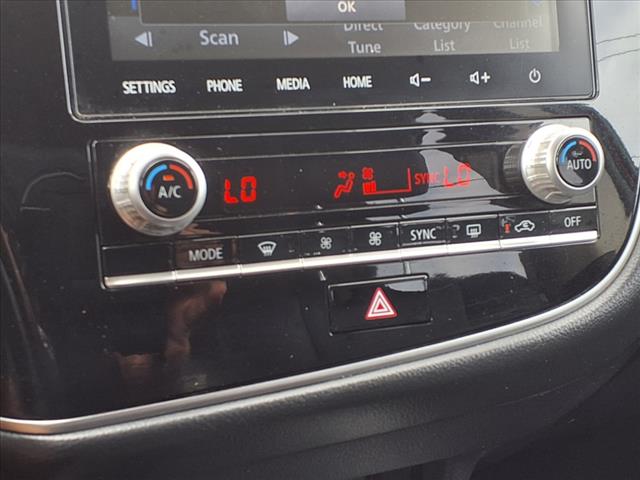 OK
Scan
Direct Category Channel
Tune List List
SETTINGS PHONE MEDIA HOME
A/C LO SYNC LO AUTO
MODE SYNC OFF